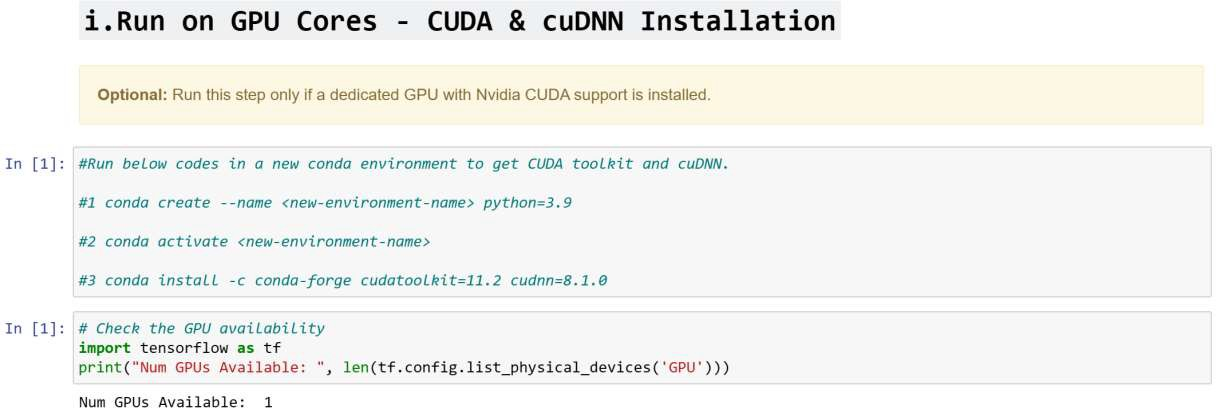 i.Run on GPU Cores - CUDA & cuDNN Installation
Optional: Run this step only if a dedicated GPU with Nvidia CUDA support is installed.
In [1]: #Run below codes in a new conda environment to get CUDA toolkit and cuDNN.
#1 conda create --name <new-environment-name> python=3.9
#2 conda activate <new-environment-name>
#3 conda install -c conda-forge cudatoolkit=11.2 cudnn=8.1.0
In [1]: # Check the GPU availability
import tensorflow as tf
print("Num GPUs Available: ", len(tf.config.list_physical_devices('GPU')))
Num GPUs Available:  1